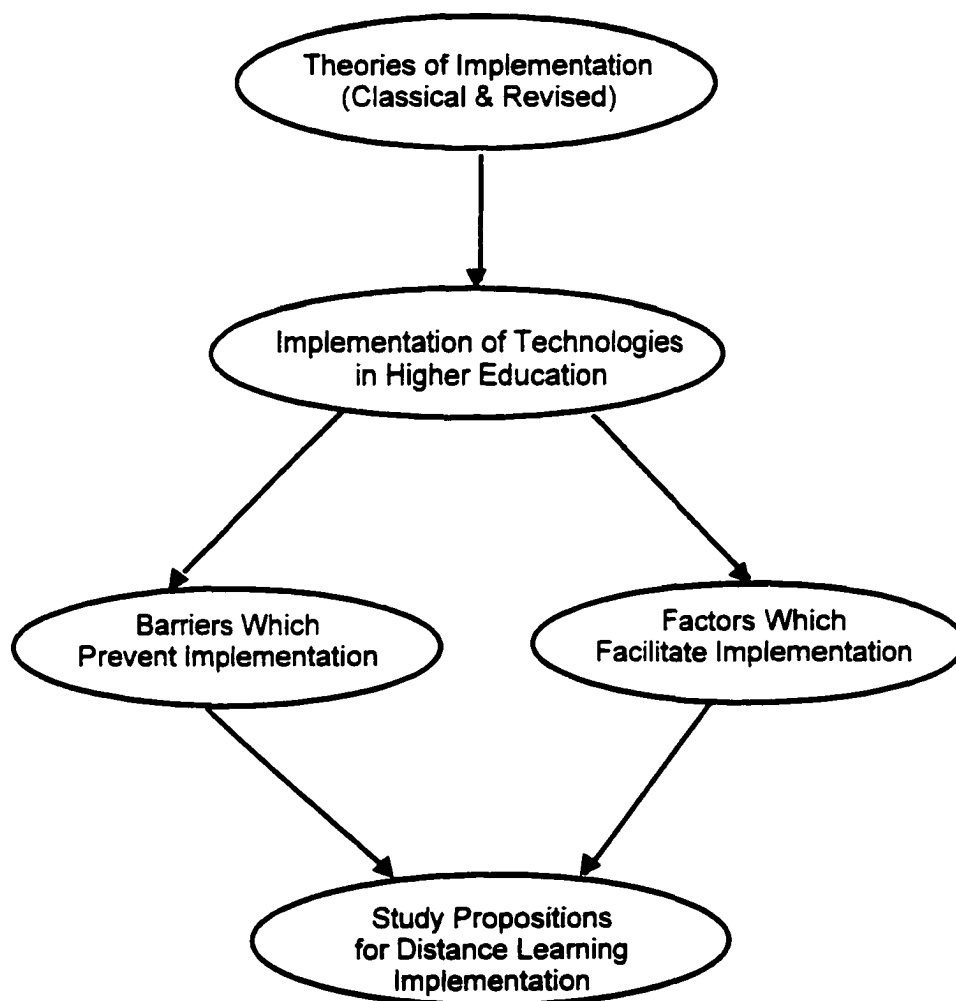 Theories of Implementation
(Classical & Revised)
Implementation of Technologies
in Higher Education
Barriers Which
Prevent Implementation
Factors Which
Facilitate Implementation
Study Propositions
for Distance Learning
Implementation